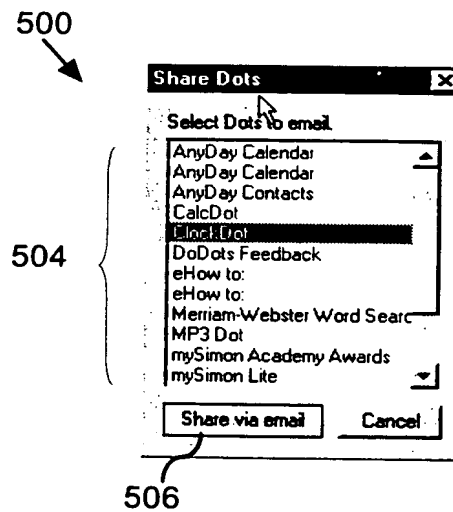 500
Share Dots
Select Dots to email.
AnyDay Calendar
AnyDay Calendar
AnyDay Contacts
CalcDot
ClockDot
504
DoDots Feedback
eHow to:
eHow to:
Merriam-Webster Word Searc
MP3 Dot
mySimon Academy Awards
mySimon Lite
Share via email Cancel
506